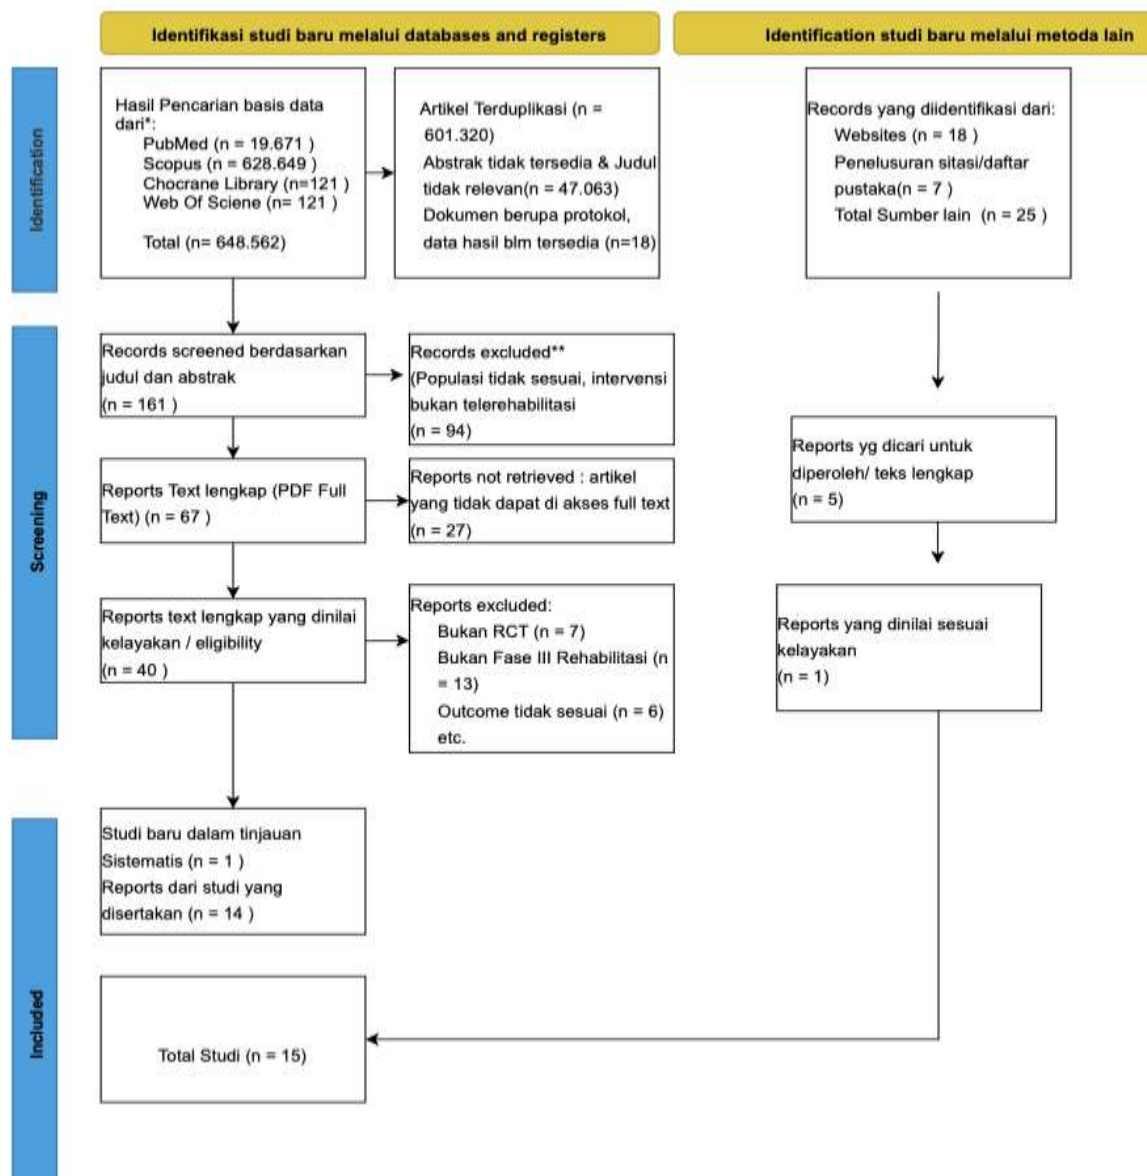 Identifikasi studi baru melalui databases and registers
Identification studi baru melalui metoda lain
Identification
Hasil Pencarian basis data
dari*:
PubMed (n = 19.671 )
Scopus (n = 628.649 )
Chocrane Library (n=121 )
Web Of Sciene (n= 121 )
Total (n= 648.562)
Artikel Terduplikasi (n =
601.320)
Abstrak tidak tersedia & Judul
tidak relevan(n = 47.063)
Dokumen berupa protokol,
data hasil blm tersedia (n=18)
Records yang diidentifikasi dari:
Websites (n = 18 )
Penelusuran sitasi/daftar
pustaka(n = 7 )
Total Sumber lain (n = 25 )
Screening
Records screened berdasarkan
judul dan abstrak
(n = 161 )
Records excluded**
(Populasi tidak sesuai, intervensi
bukan telerehabilitasi
(n = 94)
Reports Text lengkap (PDF Full
Text) (n = 67 )
Reports not retrieved : artikel
yang tidak dapat di akses full text
(n = 27)
Reports yg dicari untuk
diperoleh/ teks lengkap
(n = 5)
Reports text lengkap yang dinilai
kelayakan / eligibility
(n = 40 )
Reports excluded:
Bukan RCT (n = 7)
Bukan Fase III Rehabilitasi (n
= 13)
Outcome tidak sesuai (n = 6)
etc.
Reports yang dinilai sesuai
kelayakan
(n = 1)
Included
Studi baru dalam tinjauan
Sistematis (n = 1 )
Reports dari studi yang
disertakan (n = 14 )
Total Studi (n = 15)